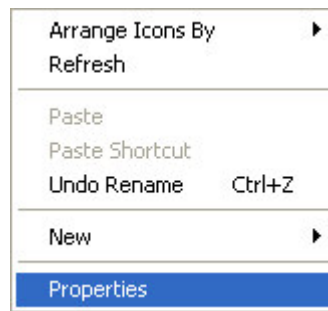 Arrange Icons By
Refresh
Paste
Paste Shortcut
Undo Rename Ctrl+Z
New
Properties